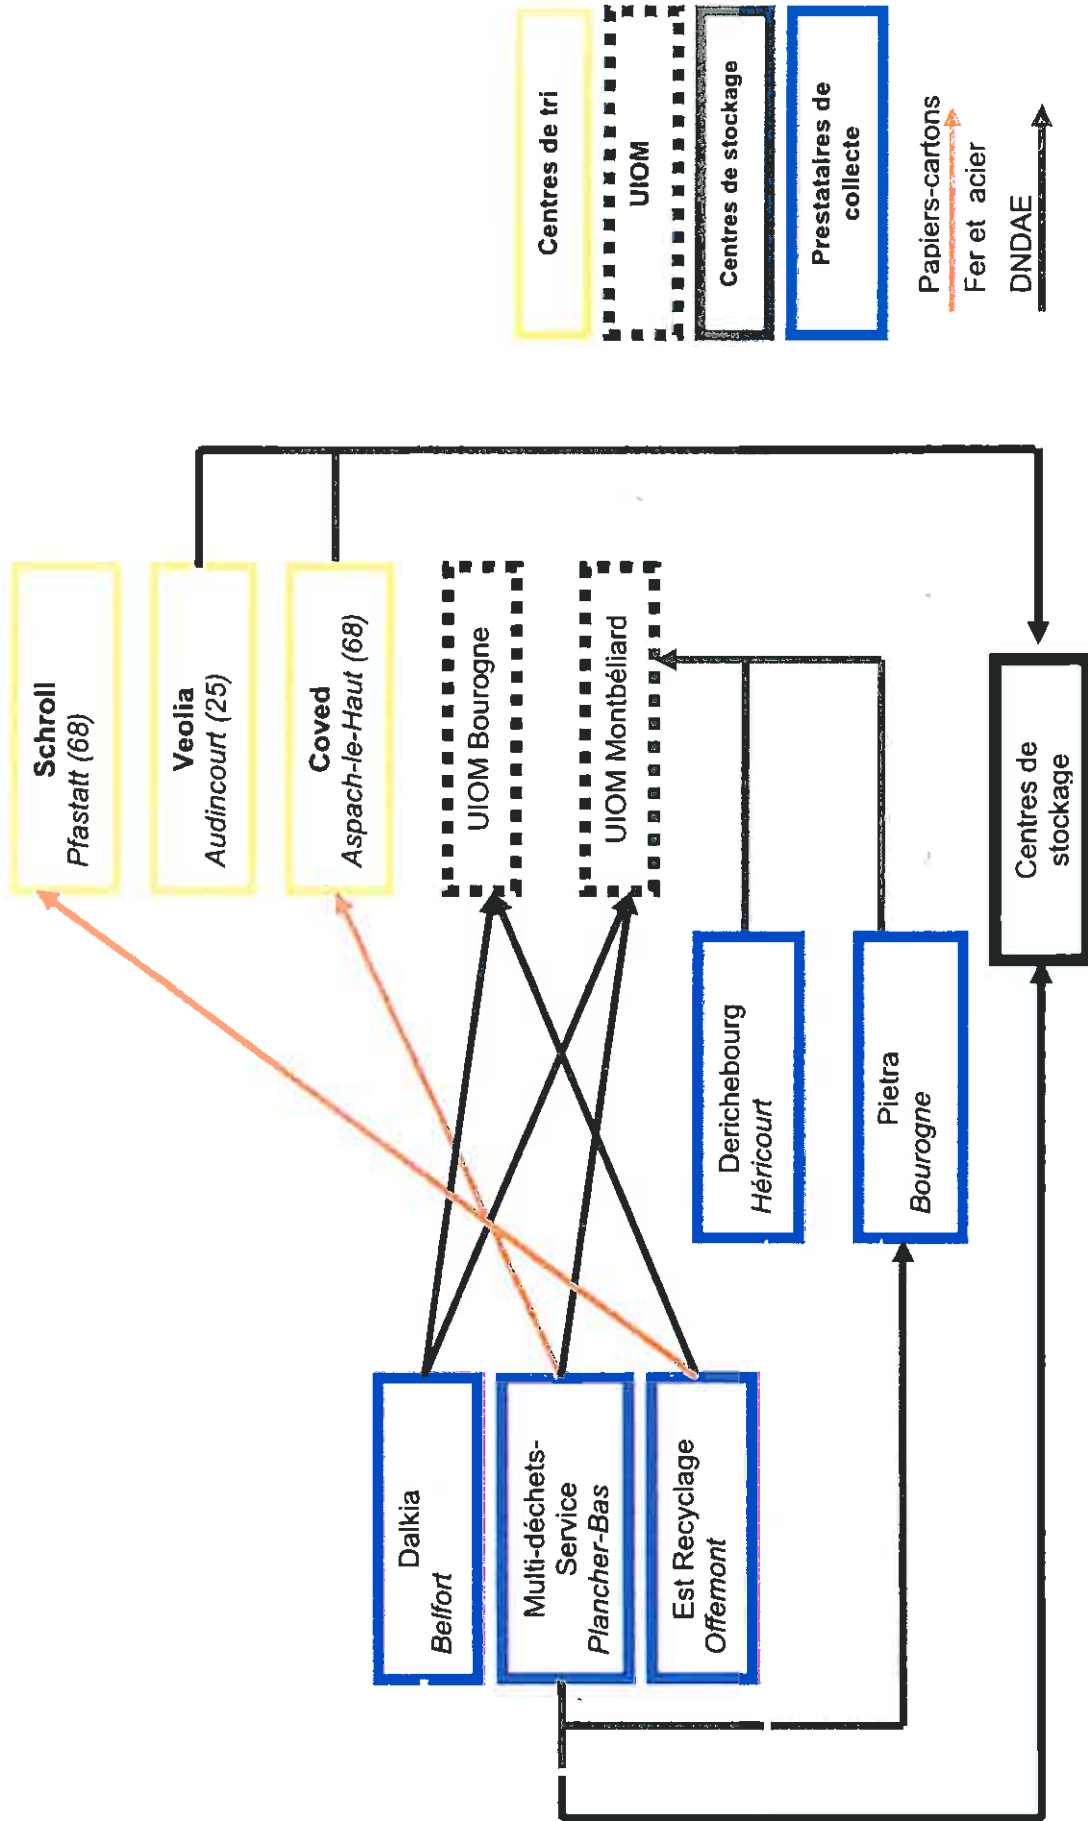 Schroll
Pfastatt (68)
Veolia
Audincourt (25)
Coved
Aspach-le-Haut (68)
UIOM Bourogne
UIOM Montbéliard
Dalkia
Belfort
Multi-déchets-
Service
Plancher-Bas
Est Recyclage
Offemont
Derichebourg
Héricourt
Pietra
Bourogne
Centres de
stockage
Centres de tri
UIOM
Centres de stockage
Prestataires de
collecte
Papiers-cartons
Fer et acier
DNDAE